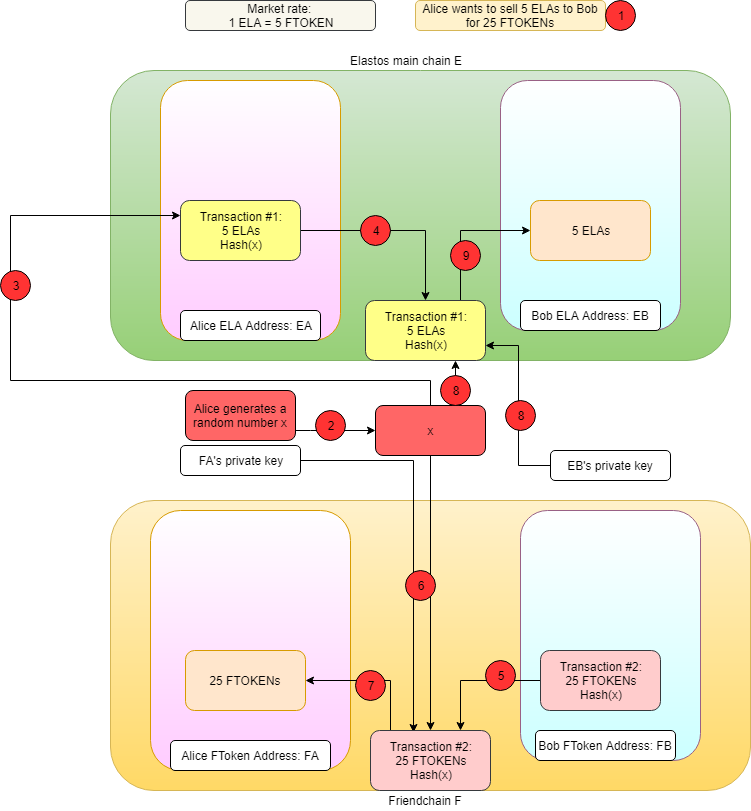 Market rate:
1 ELA = 5 FTOKEN
Alice wants to sell 5 ELAs to Bob
for 25 FTOKENs
1
Elastos main chain E
Transaction #1:
5 ELAs
Hash(x)
4
9
5 ELAs
3
Alice ELA Address: EA
Transaction #1:
5 ELAs
Hash(x)
Bob ELA Address: EB
8
Alice generates a
random number x
2
x
8
FA's private key
EB's private key
6
25 FTOKENs
7
5
Transaction #2:
25 FTOKENs
Hash(x)
Alice FToken Address: FA
Transaction #2:
25 FTOKENs
Hash(x)
Bob FToken Address: FB
Friendchain F